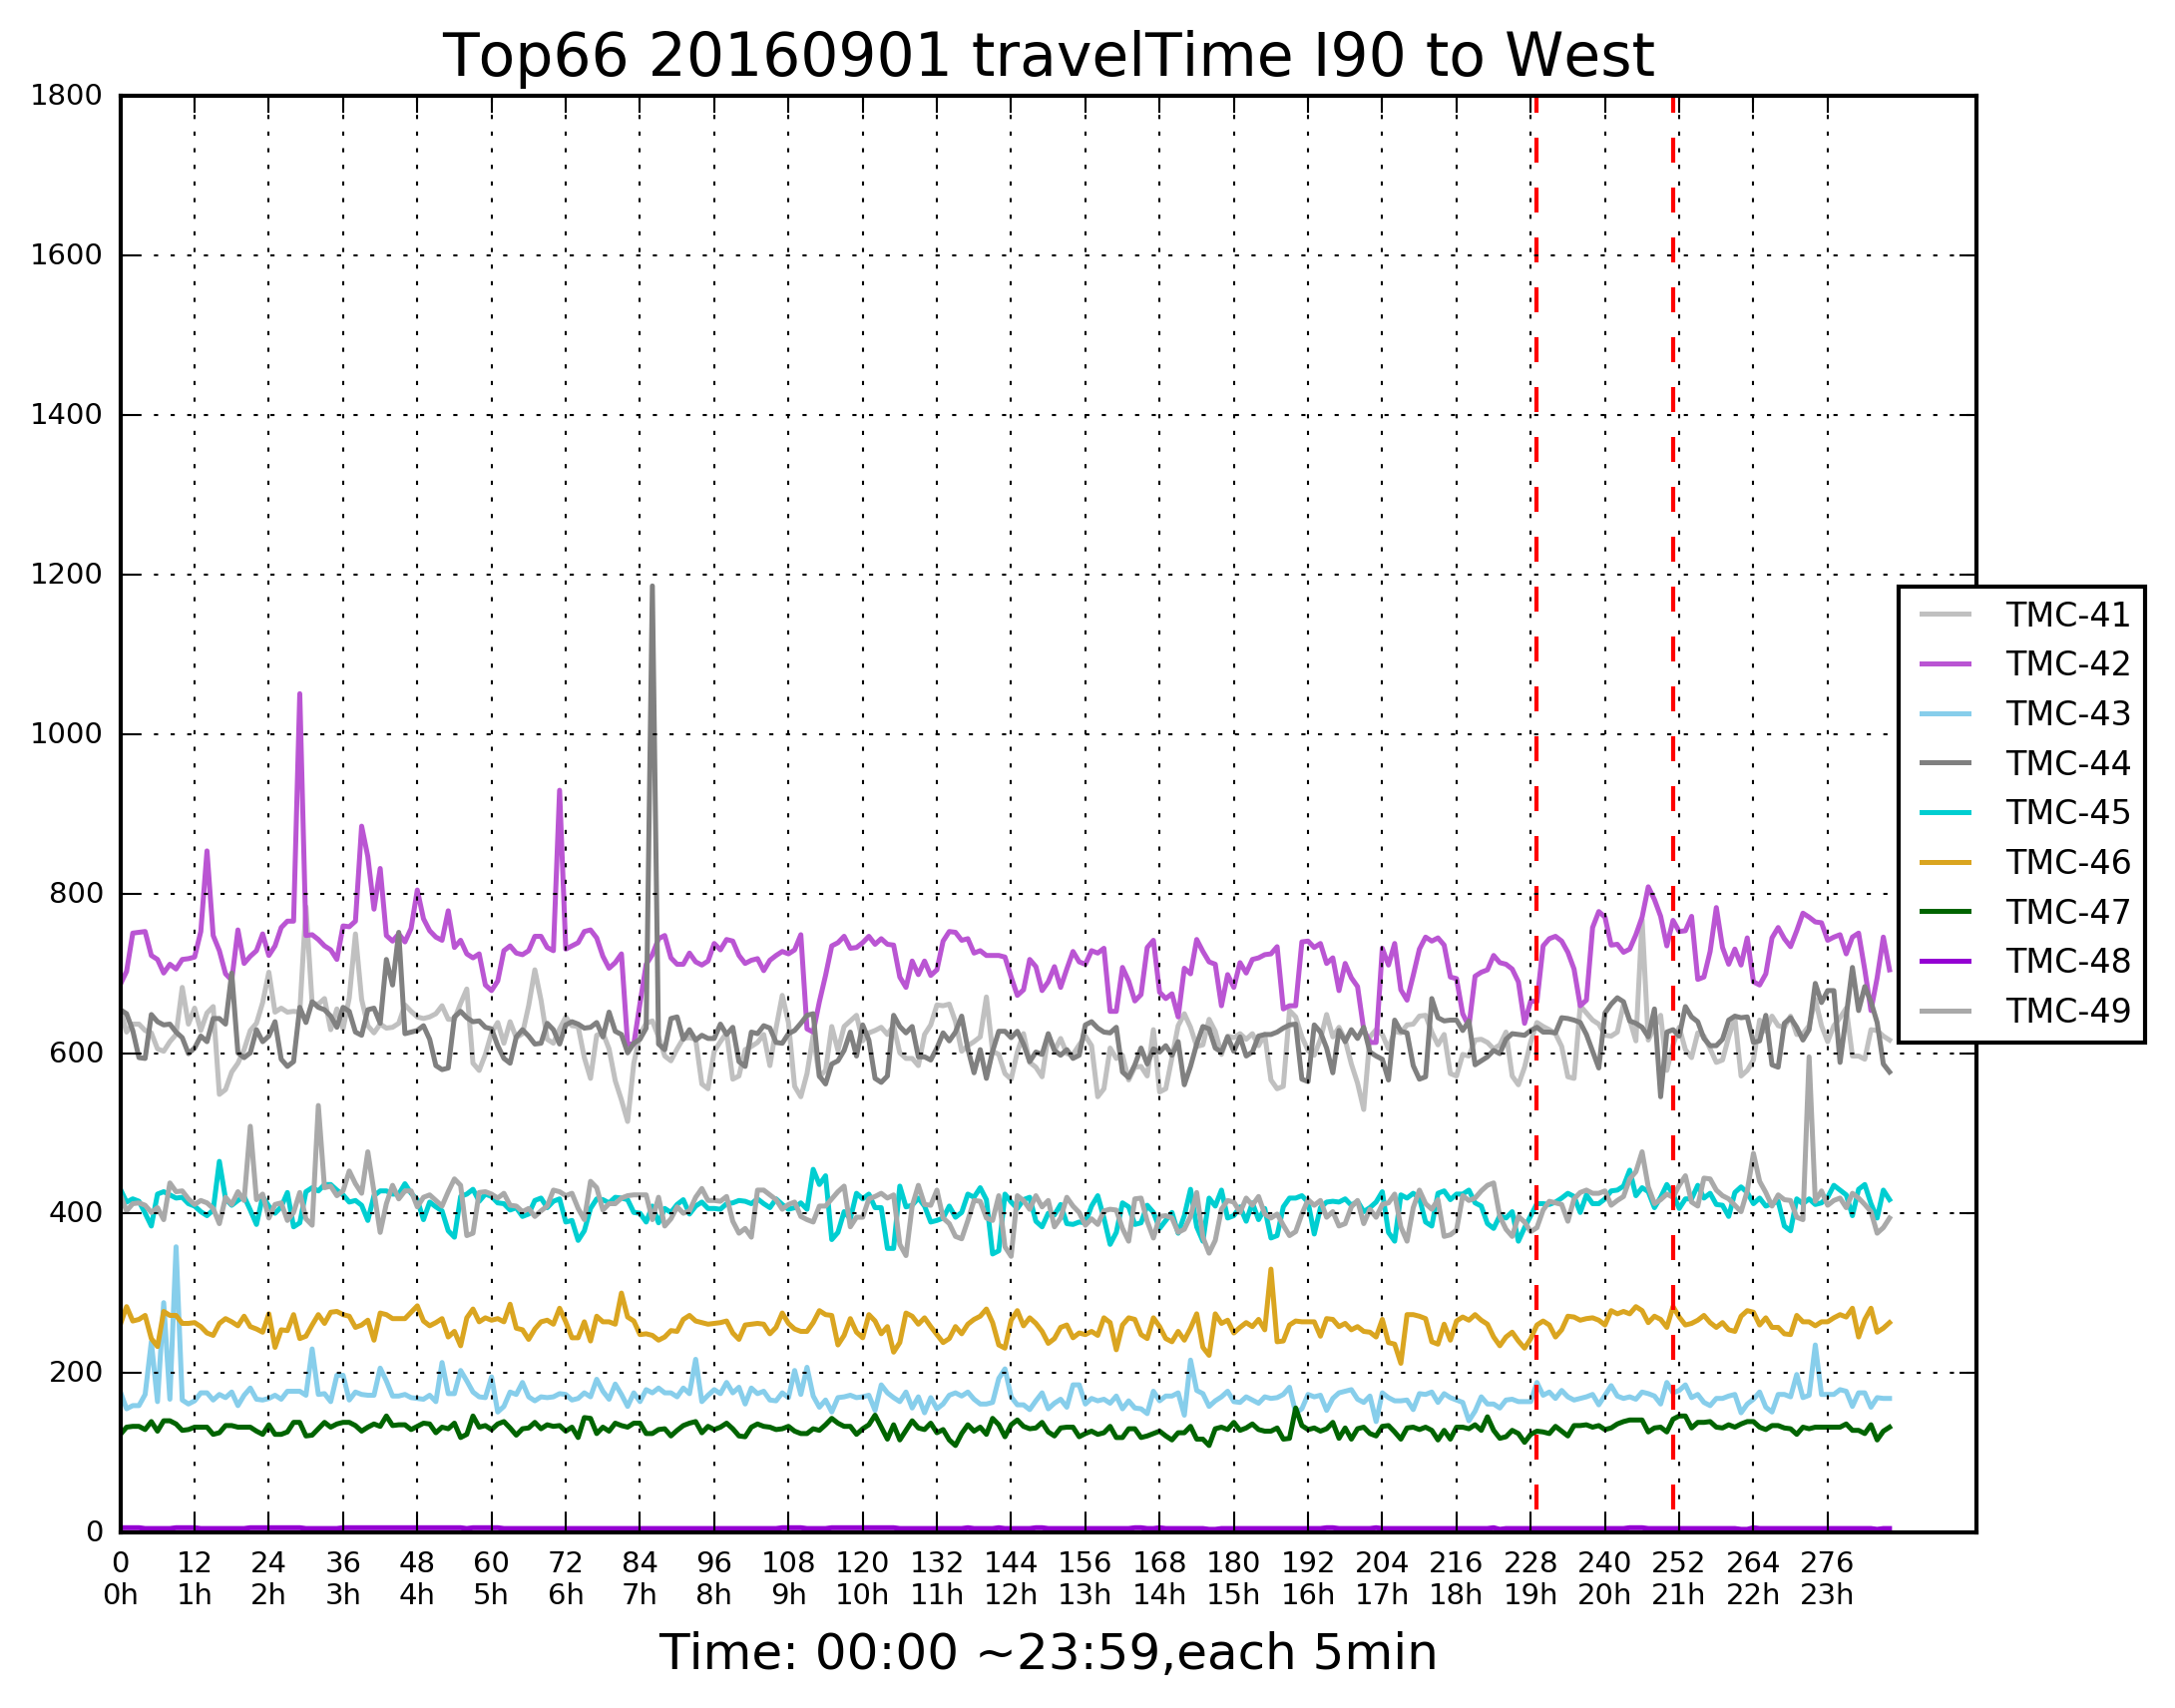 Top66 20160901 travelTime I90 to West
1800
1600
1400
1200
1000
800
600
400
200
0
TMC-41
TMC-42
TMC-43
TMC-44
TMC-45
TMC-46
TMC-47
TMC-48
TMC-49
0 12 24 36 48 60 72 84 96 108 120 132 144 156 168 180 192 204 216 228 240 252 264 276
0h 1h 2h 3h 4h 5h 6h 7h 8h 9h 10h 11h 12h 13h 14h 15h 16h 17h 18h 19h 20h 21h 22h 23h
Time: 00:00 ~23:59,each 5min